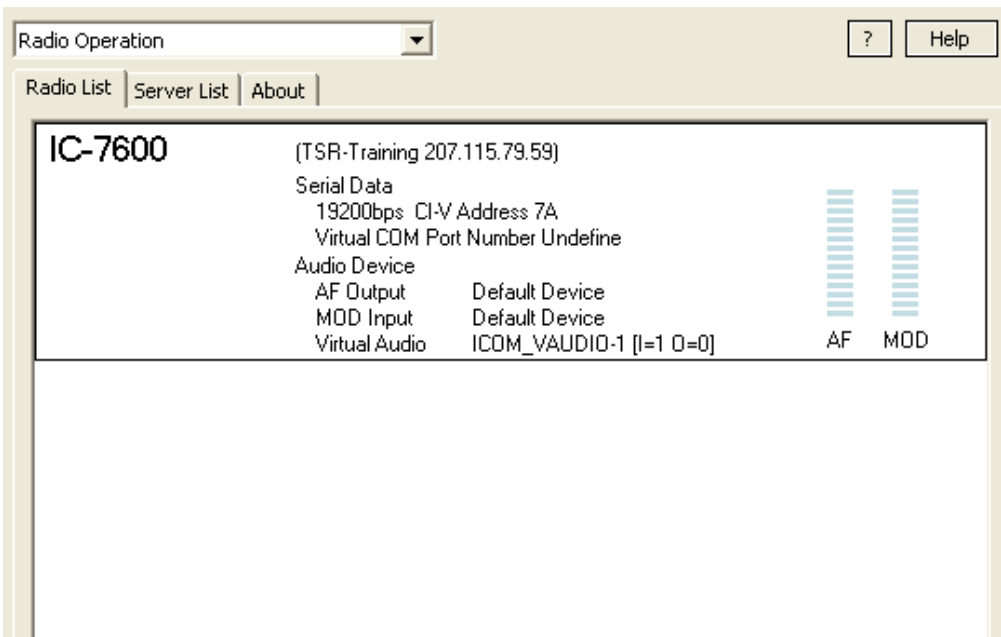 Radio Operation
? Help
Radio List Server List About
IC-7600 (TSR-Training 207.115.79.59)
Serial Data
19200bps CI-V Address 7A
Virtual COM Port Number Undefine
Audio Device
AF Output Default Device
MOD Input Default Device
Virtual Audio ICOM_VAUDIO-1 [I=1 O=0]
AF MOD